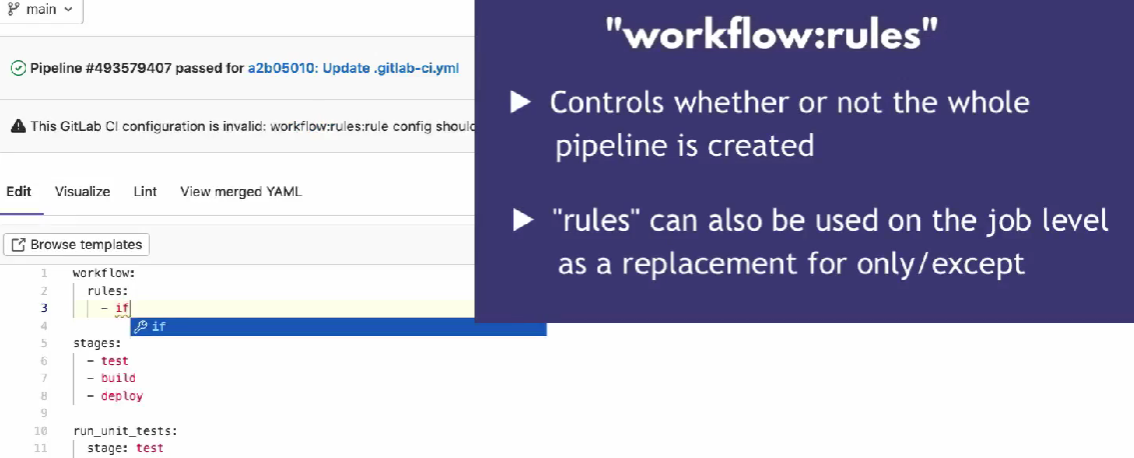 main
Pipeline #493579407 passed for a2b05010: Update .gitlab-ci.yml
This GitLab CI configuration is invalid: workflow:rules:rule config should
Edit Visualize Lint View merged YAML
Browse templates
1 workflow:
2 rules:
3 - if
4 if
5 stages:
6 - test
7 - build
8 - deploy
9
10 run_unit_tests:
11 stage: test
"workflow:rules"
Controls whether or not the whole
pipeline is created
"rules" can also be used on the job level
as a replacement for only/except